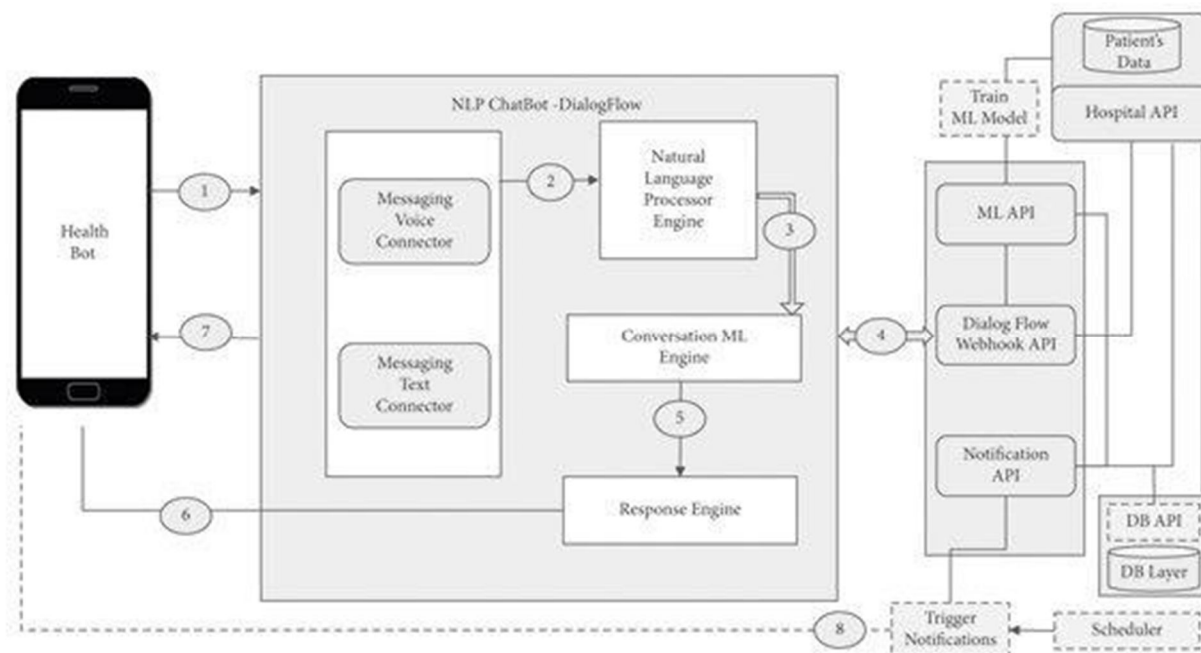 Patient's
Data
Hospital API
Train
ML Model
NLP ChatBot -DialogFlow
Health
Bot
1
Messaging
Voice
Connector
2
Natural
Language
Processor
Engine
3
ML API
7
Messaging
Text
Connector
Conversation ML
Engine
4
Dialog Flow
Webhook API
5
Notification
API
6
Response Engine
DB API
DB Layer
8
Trigger
Notifications
Scheduler